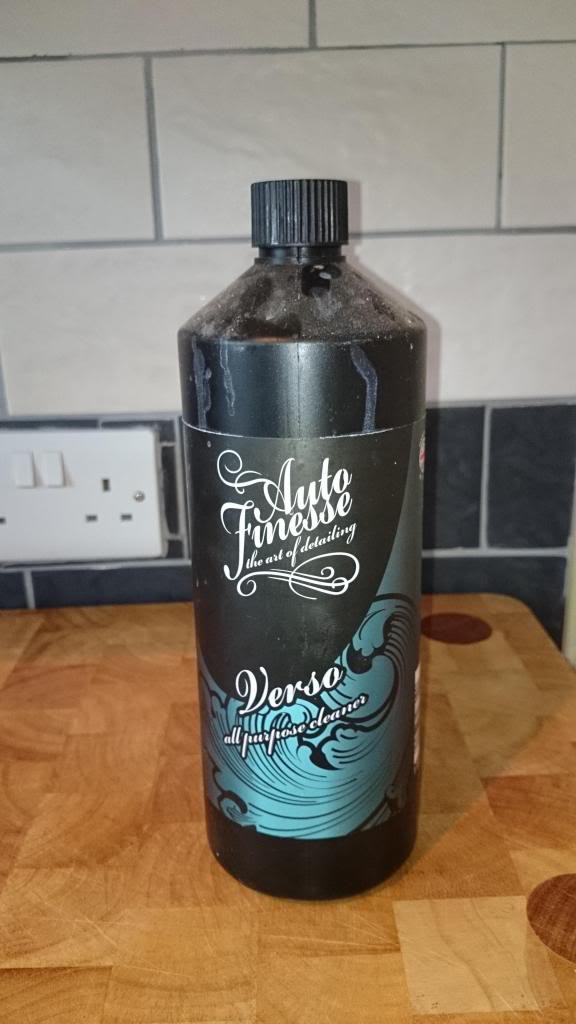 Auto
Finesse
the art of detailing
Verso
all purpose cleaner